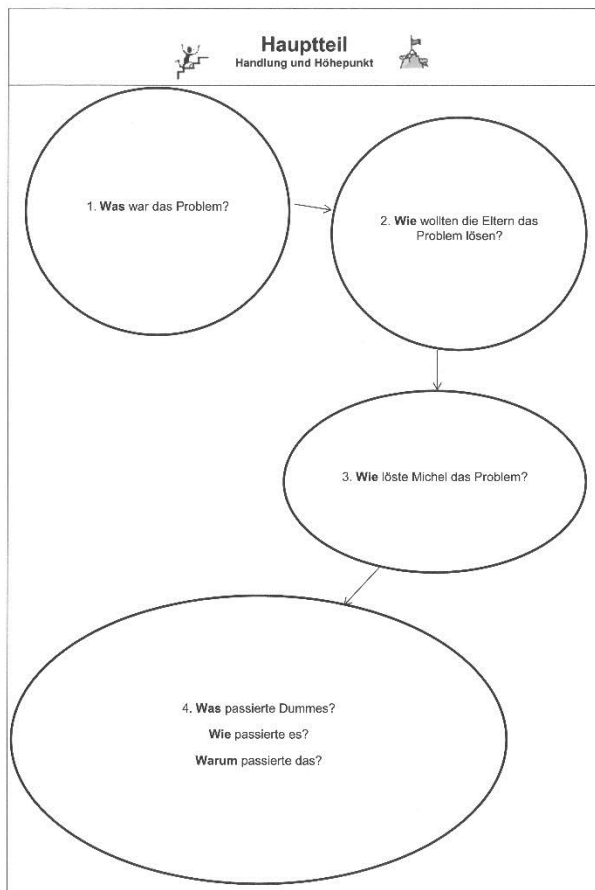 Hauptteil
Handlung und Höhepunkt
1. Was war das Problem?
2. Wie wollten die Eltern das
Problem lösen?
3. Wie löste Michel das Problem?
4. Was passierte Dummes?
Wie passierte es?
Warum passierte das?